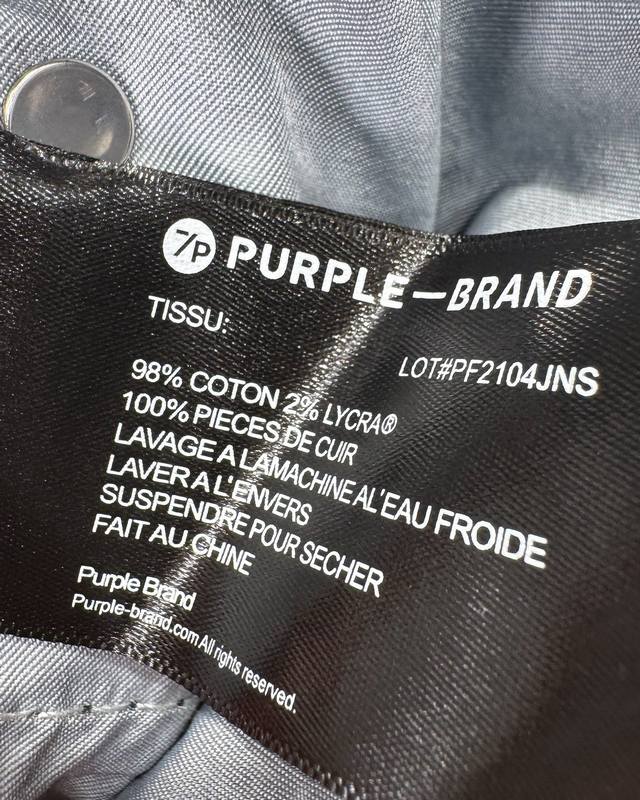 7P PURPLE—BRAND
TISSU:
LOT#PF2104JNS
98% COTON 2% LYCRA®
100% PIECES DE CUIR
LAVAGE A LAMACHINE AL'EAU FROIDE
LAVER A L'ENVERS
SUSPENDRE POUR SECHER
FAIT AU CHINE
Purple Brand
Purple-brand.com All rights reserved.